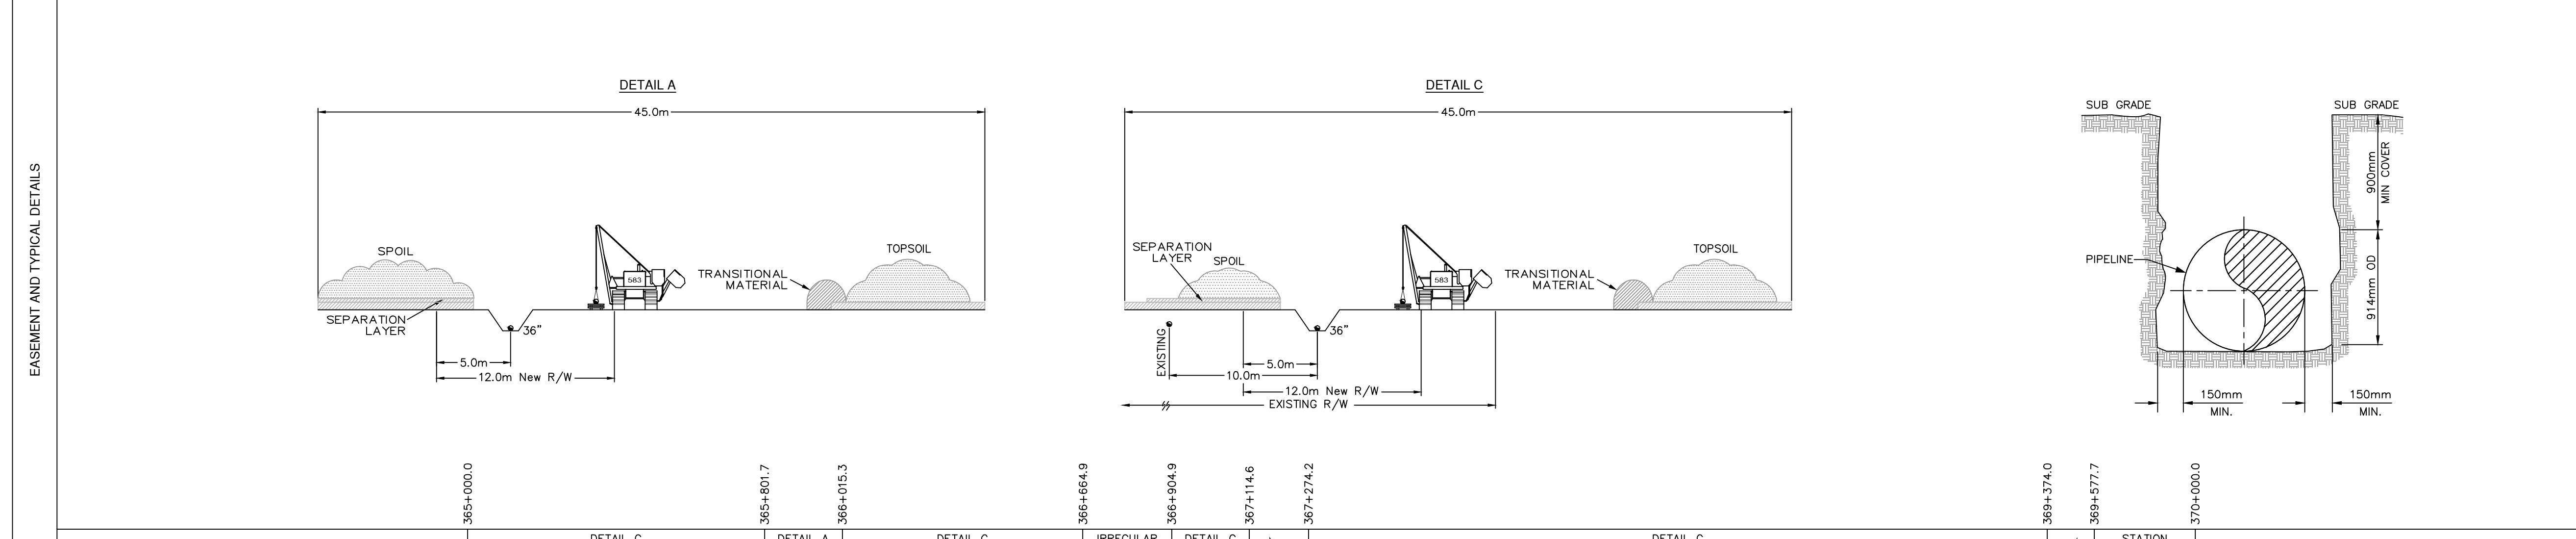 EASEMENT AND TYPICAL DETAILS
DETAIL A
45.0m
SPOIL
SEPARATION
LAYER
583
TRANSITIONAL
MATERIAL
TOPSOIL
36"
5.0m
12.0m New R/W
DETAIL C
45.0m
SEPARATION
LAYER
SPOIL
583
TRANSITIONAL
MATERIAL
TOPSOIL
EXISTING
36"
5.0m
10.0m
12.0m New R/W
EXISTING R/W
SUB GRADE
SUB GRADE
900mm
MIN COVER
PIPELINE
914mm OD
150mm
MIN.
150mm
MIN.
365+000.0
365+801.7
366+015.3
366+664.9
366+904.9
367+114.6
367+274.2
369+374.0
369+577.7
370+000.0
DETAIL C
DETAIL A
DETAIL C
IRREGULAR
DETAIL C
DETAIL C
STATION